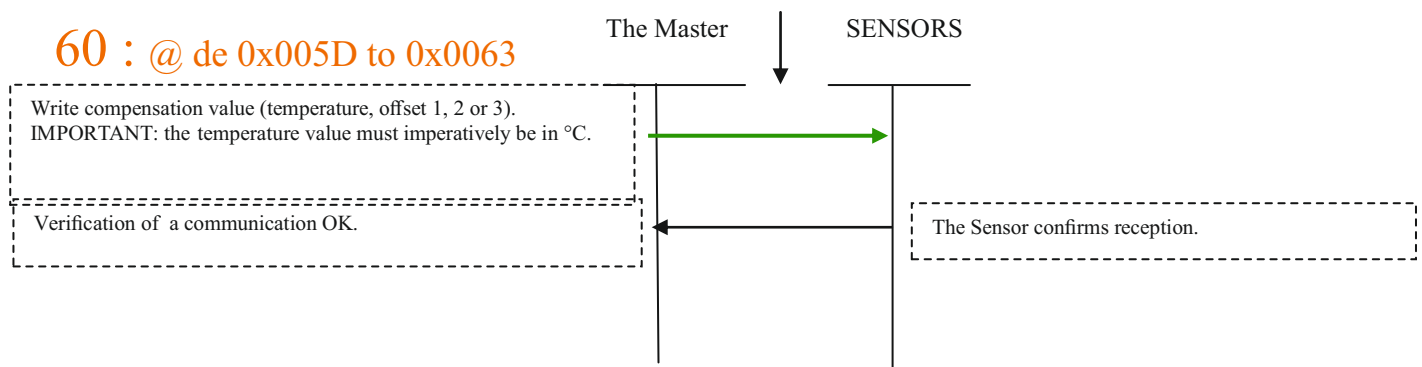 The Master
SENSORS
60 : @ de 0x005D to 0x0063
Write compensation value (temperature, offset 1, 2 or 3).
IMPORTANT: the temperature value must imperatively be in °C.
Verification of a communication OK.
The Sensor confirms reception.